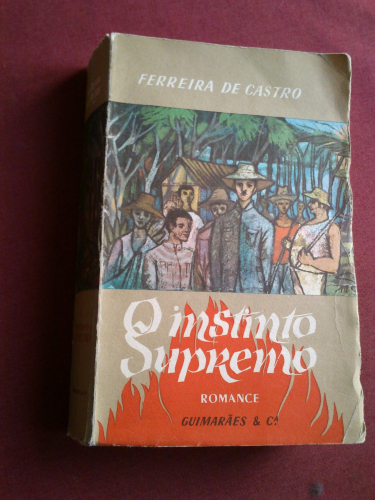 FERREIRA DE CASTRO
O instinto
Supremo
ROMANCE
GUIMARÃES & Cª